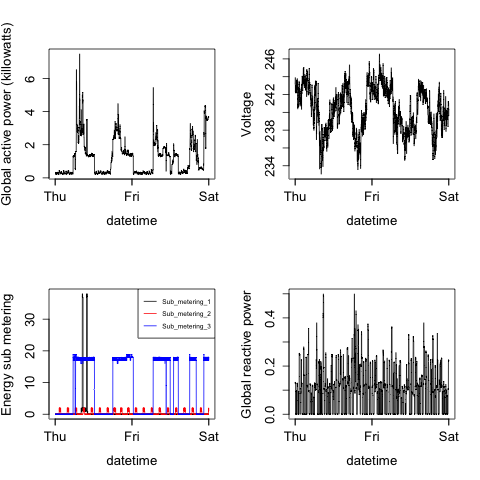 Global active power (killowatts)
6
4
2
0
Thu
Fri
Sat
datetime
Voltage
246
242
238
234
Thu
Fri
Sat
datetime
Energy sub metering
30
20
10
0
Sub_metering_1
Sub_metering_2
Sub_metering_3
Thu
Fri
Sat
datetime
Global reactive power
0.4
0.2
0.0
Thu
Fri
Sat
datetime